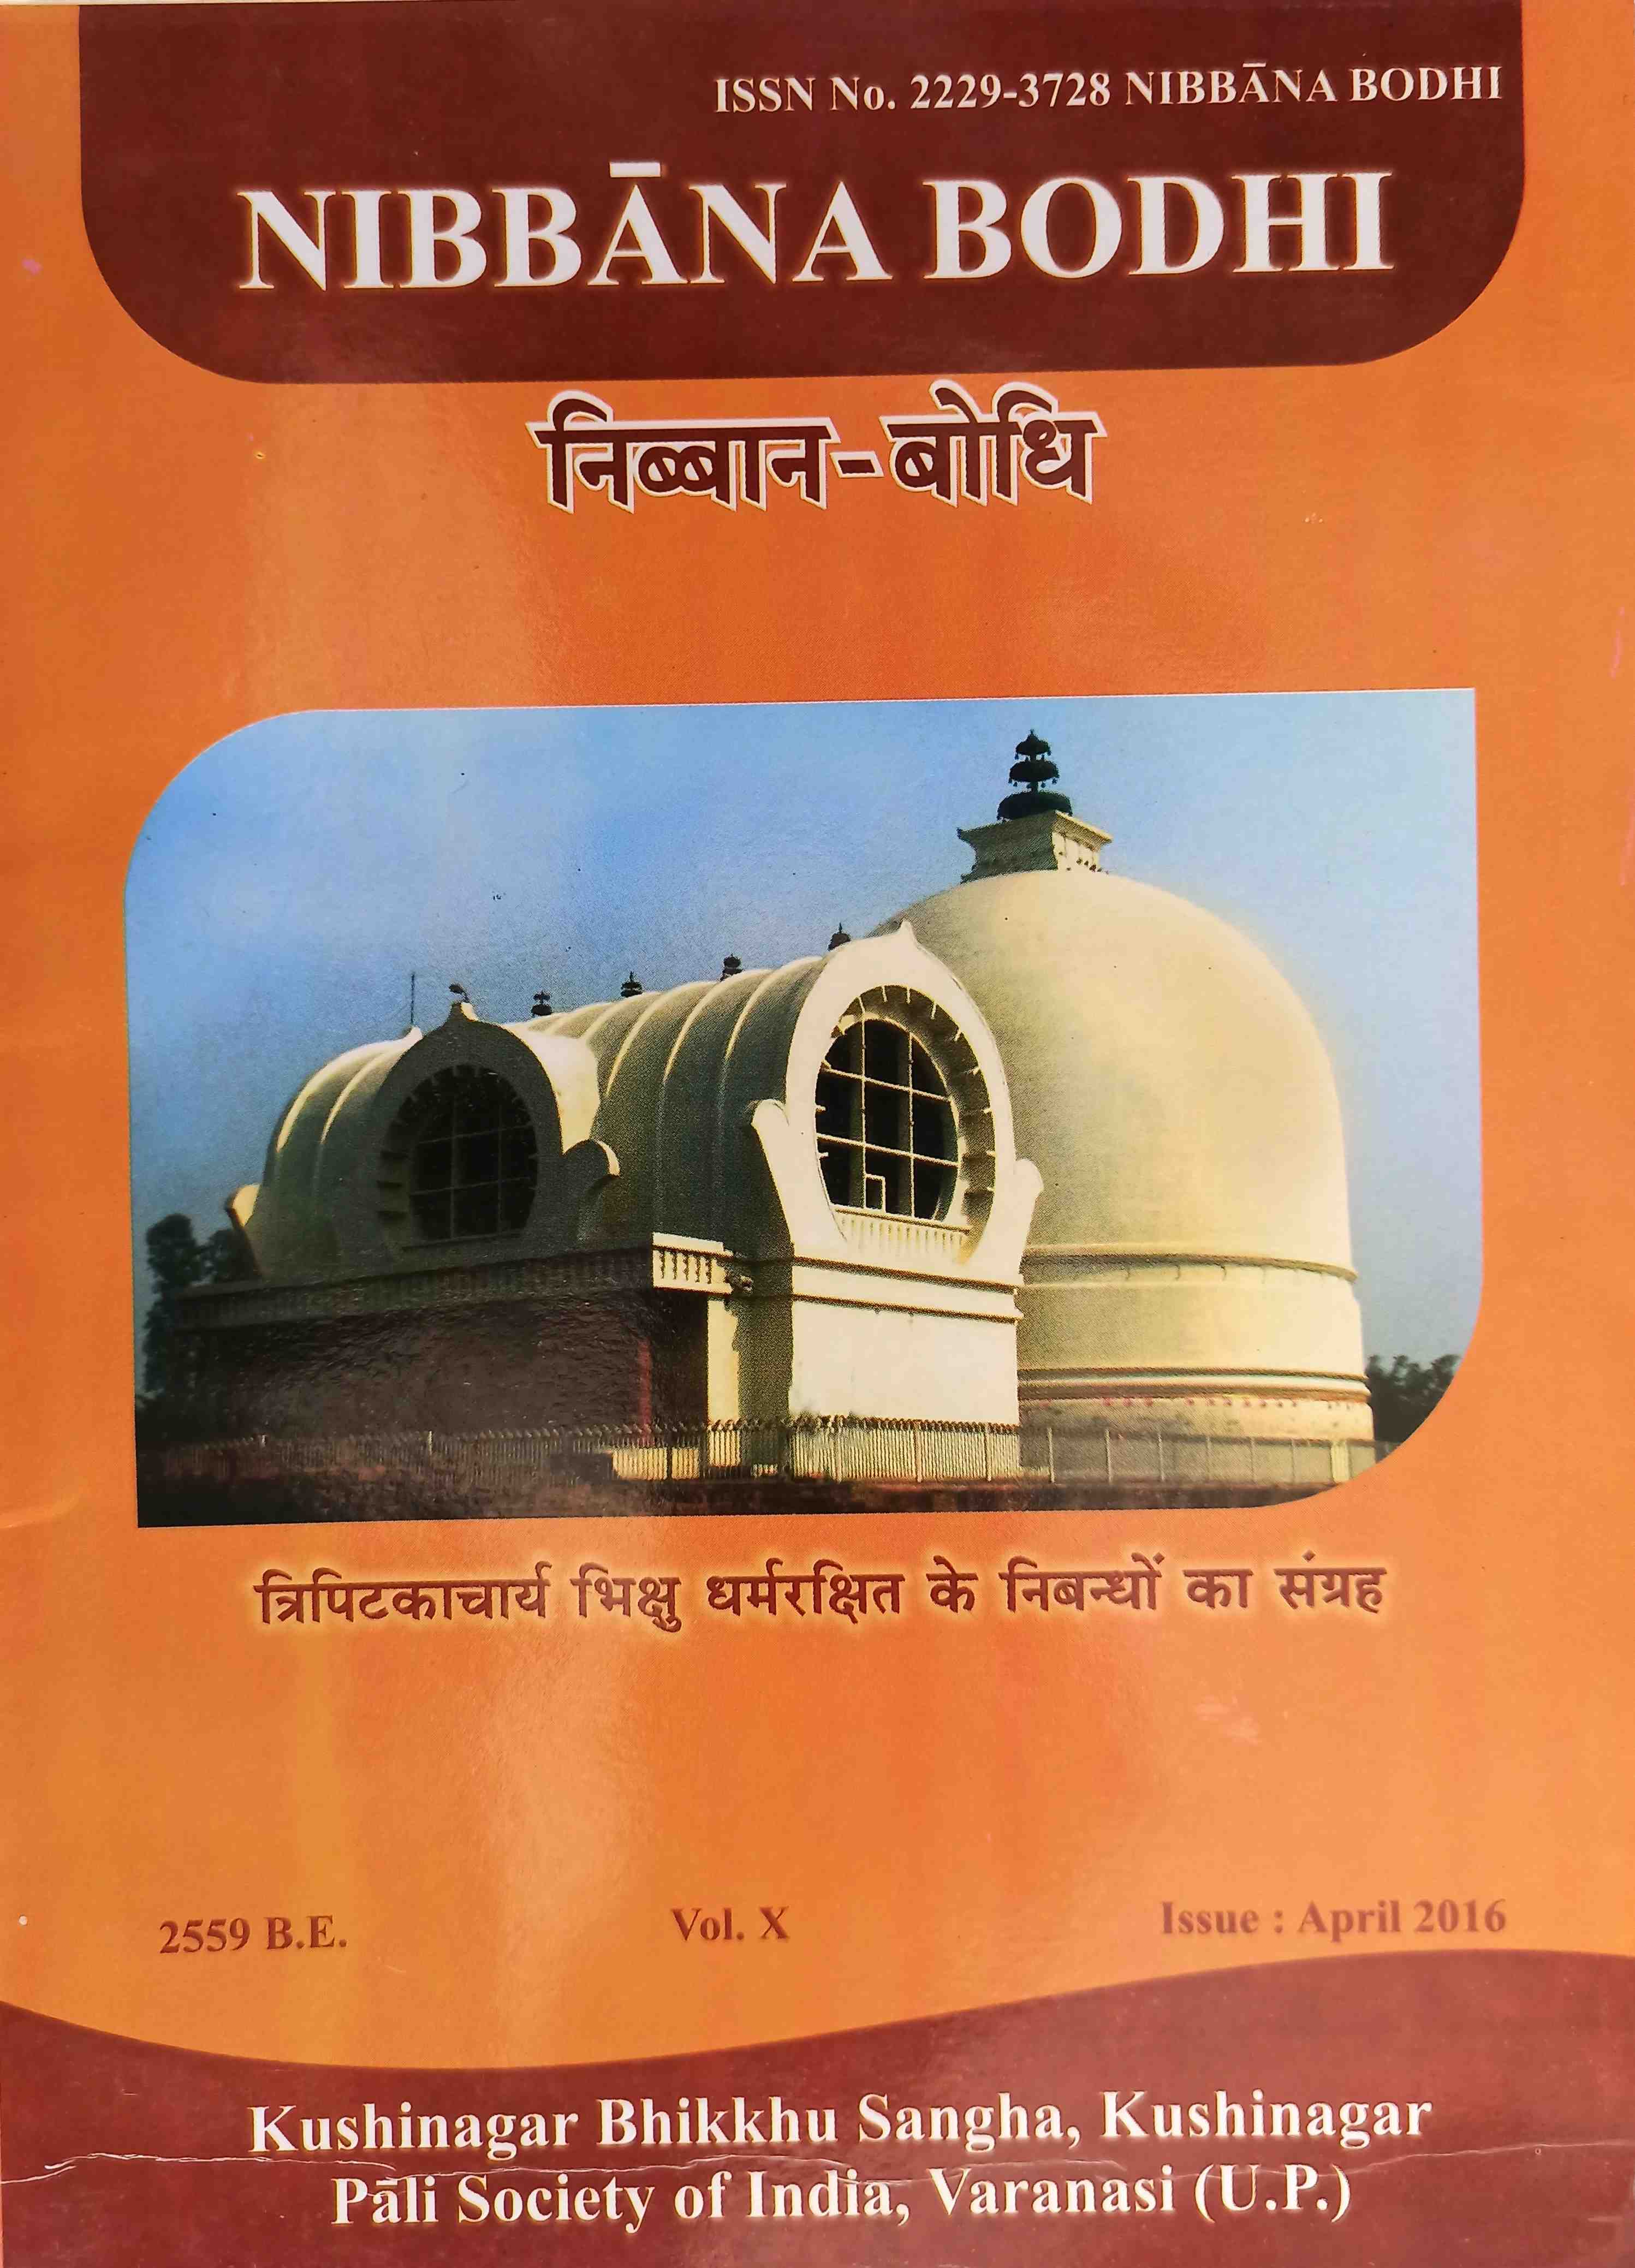 ISSN No. 2229-3728 NIBBĀNA BODHI
NIBBĀNA BODHI
निब्बान-बोधि
त्रिपिटकाचार्य भिक्षु धर्मरक्षित के निबन्धों का संग्रह
2559 B.E. Vol. X Issue : April 2016
Kushinagar Bhikkhu Sangha, Kushinagar
Pāli Society of India, Varanasi (U.P.)